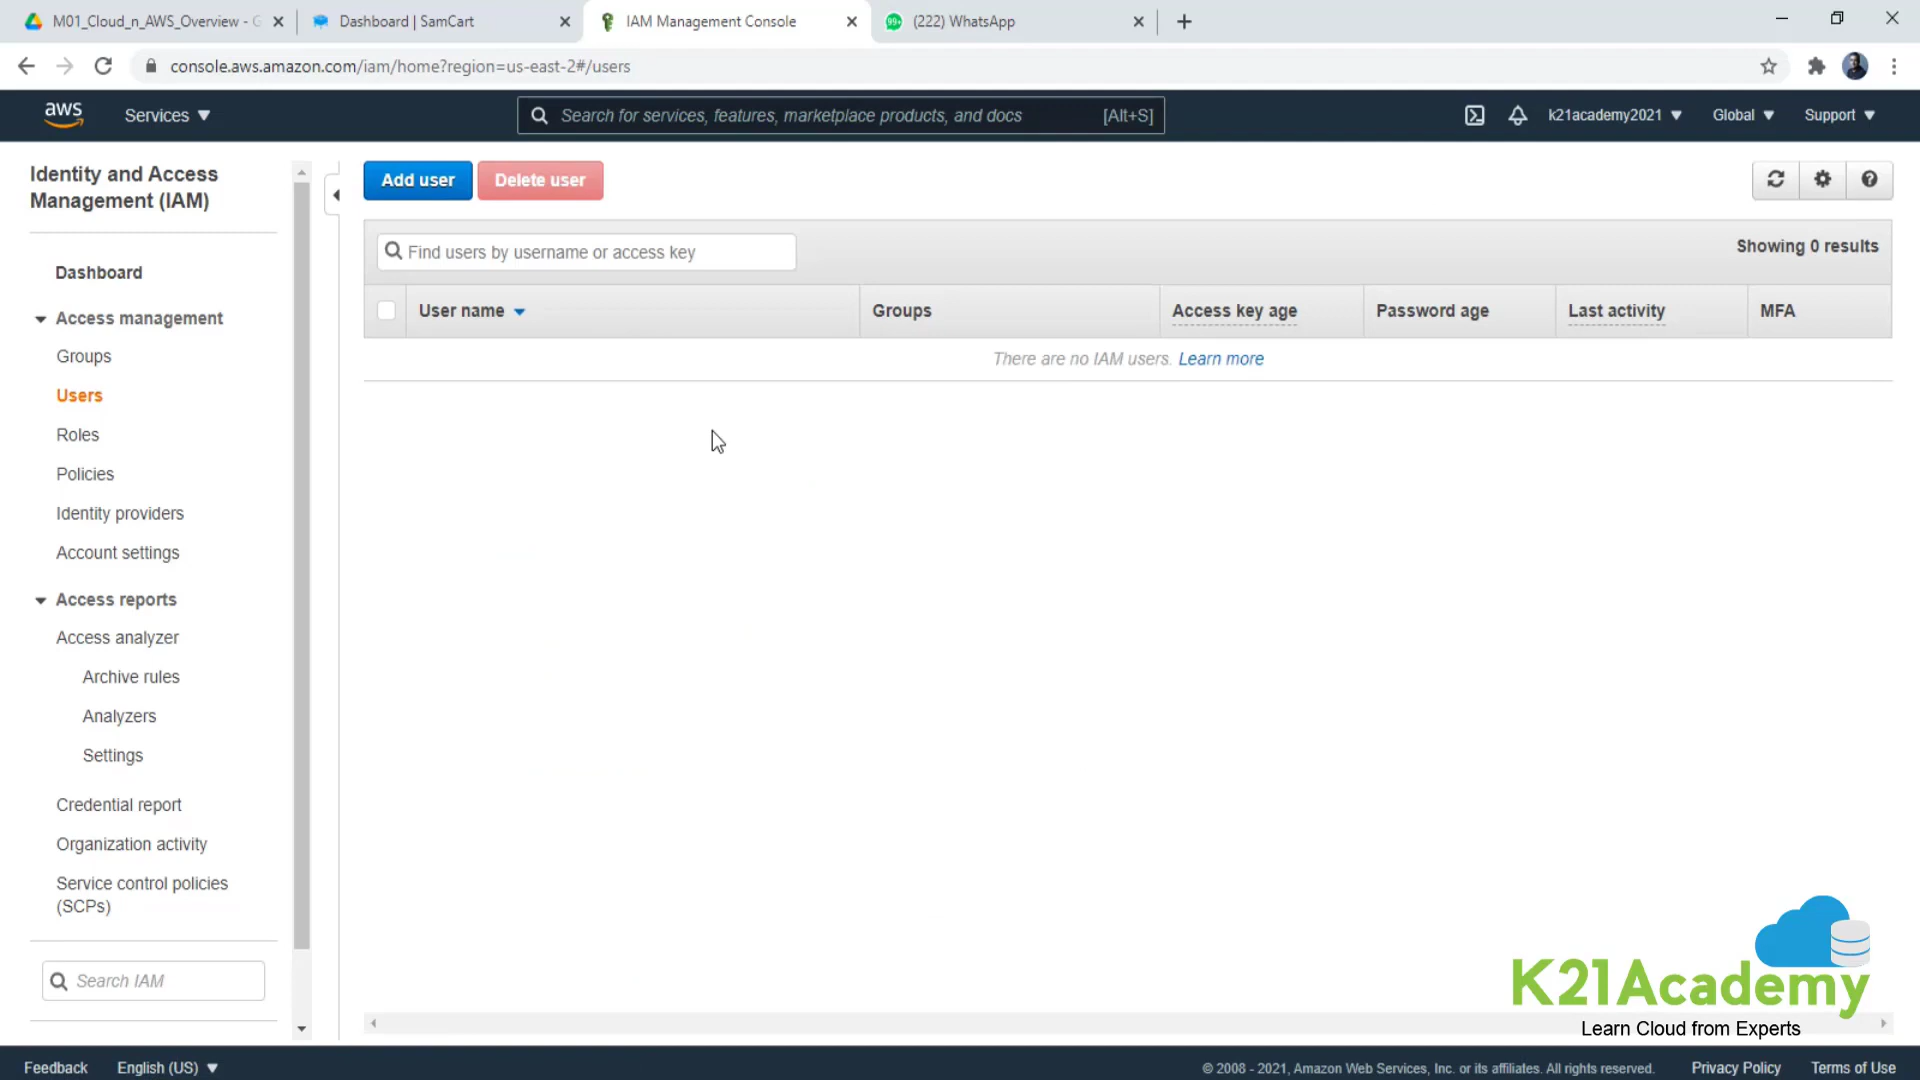 M01_Cloud_n_AWS_Overview - G
Dashboard | SamCart
IAM Management Console
99+
(222) WhatsApp
console.aws.amazon.com/iam/home?region=us-east-2#/users
aws
Services
Search for services, features, marketplace products, and docs
[Alt+S]
k21academy2021
Global
Support
Identity and Access
Management (IAM)
Dashboard
Access management
Groups
Users
Roles
Policies
Identity providers
Account settings
Access reports
Access analyzer
Archive rules
Analyzers
Settings
Credential report
Organization activity
Service control policies
(SCPs)
Search IAM
Add user
Delete user
Find users by username or access key
Showing 0 results
User name
Groups
Access key age
Password age
Last activity
MFA
There are no IAM users. Learn more
K21Academy
Learn Cloud from Experts
Feedback
English (US)
© 2008 - 2021, Amazon Web Services, Inc. or its affiliates. All rights reserved.
Privacy Policy
Terms of Use